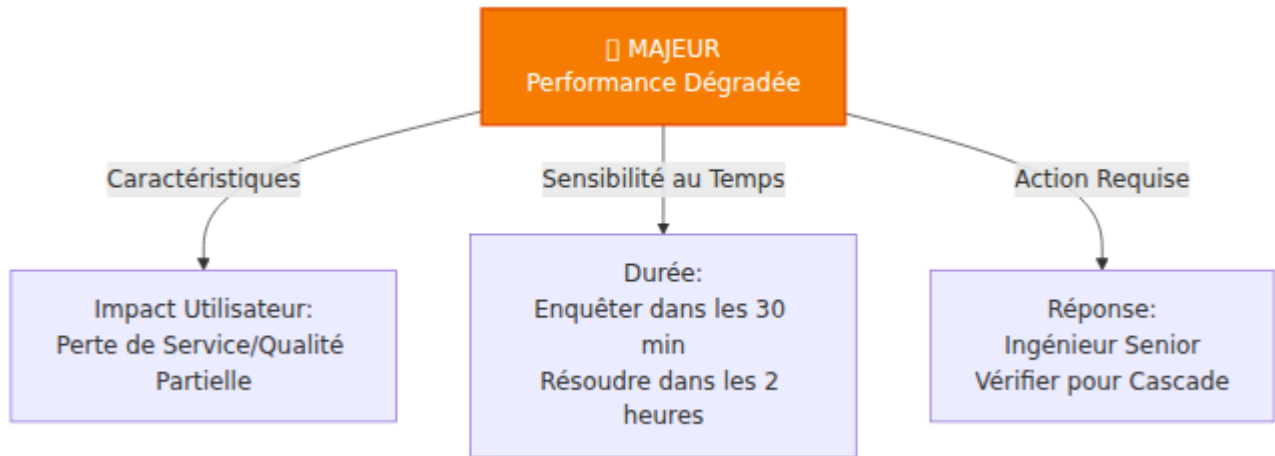 MAJEUR
Performance Dégradée
Caractéristiques
Sensibilité au Temps
Action Requise
Impact Utilisateur:
Perte de Service/Qualité
Partielle
Durée:
Enquêter dans les 30
min
Résoudre dans les 2
heures
Réponse:
Ingénieur Senior
Vérifier pour Cascade